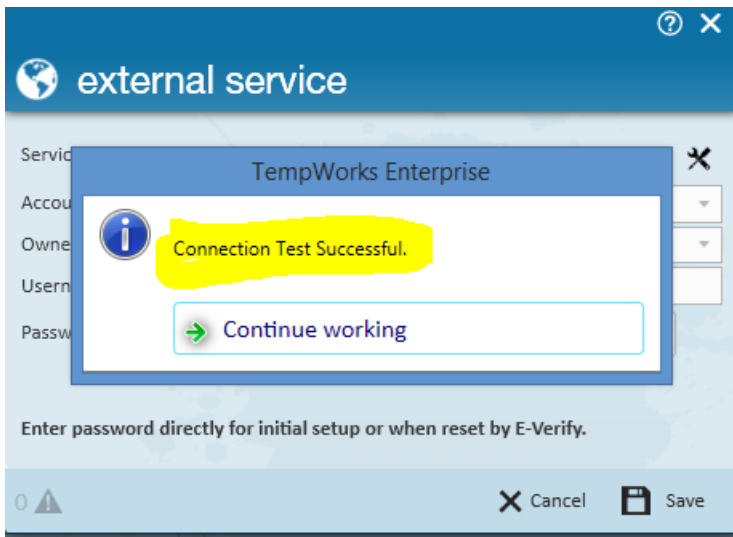 external service
TempWorks Enterprise
Connection Test Successful.
Continue working
Enter password directly for initial setup or when reset by E-Verify.
0
Cancel
Save